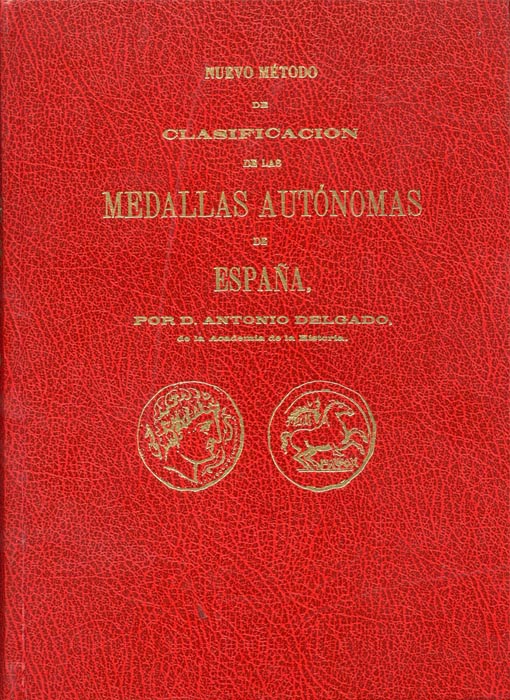 NUEVO MÉTODO
DE
CLASIFICACION
DE LAS
MEDALLAS AUTÓNOMAS
DE
ESPAÑA,
POR D. ANTONIO DELGADO,
de la Academia de la Historia.